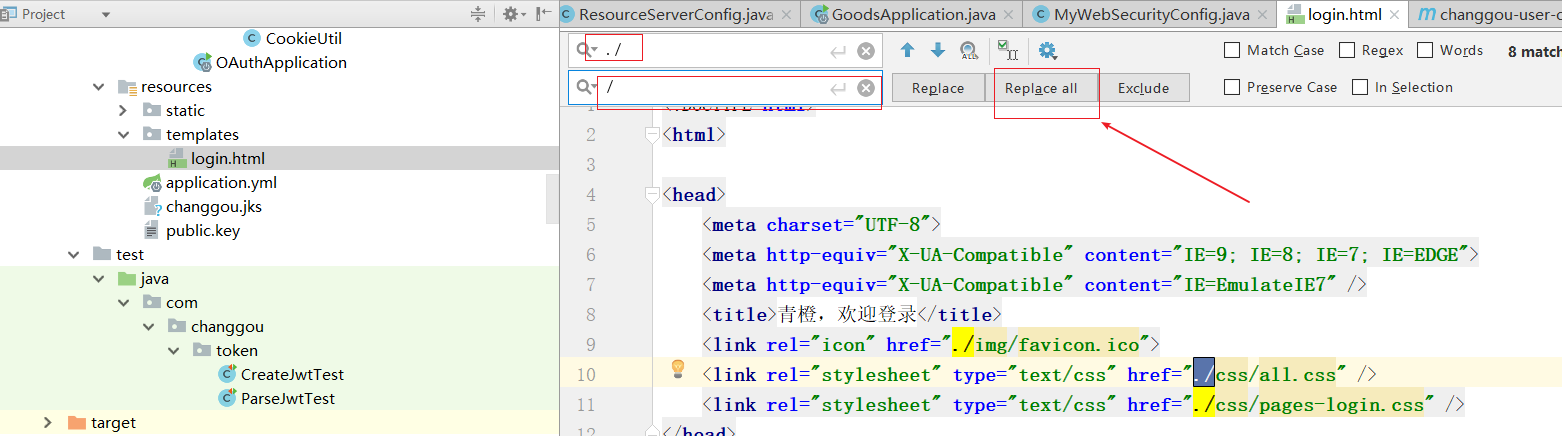 Project
CookieUtil
OAuthApplication
resources
static
templates
login.html
application.yml
changgou.jks
public.key
test
java
com
changgou
token
CreateJwtTest
ParseJwtTest
target
ResourceServerConfig.java
GoodsApplication.java
MyWebSecurityConfig.java
login.html
changgou-user-o
./
Match Case
Regex
Words
8 match
/
Replace
Replace all
Exclude
Preserve Case
In Selection
1 <!DOCTYPE html>
2 <html>
3
4 <head>
5 <meta charset="UTF-8">
6 <meta http-equiv="X-UA-Compatible" content="IE=9; IE=8; IE=7; IE=EDGE">
7 <meta http-equiv="X-UA-Compatible" content="IE=EmulateIE7" />
8 <title>青橙，欢迎登录</title>
9 <link rel="icon" href="./img/favicon.ico">
10 <link rel="stylesheet" type="text/css" href="./css/all.css" />
11 <link rel="stylesheet" type="text/css" href="./css/pages-login.css" />
12 </head>